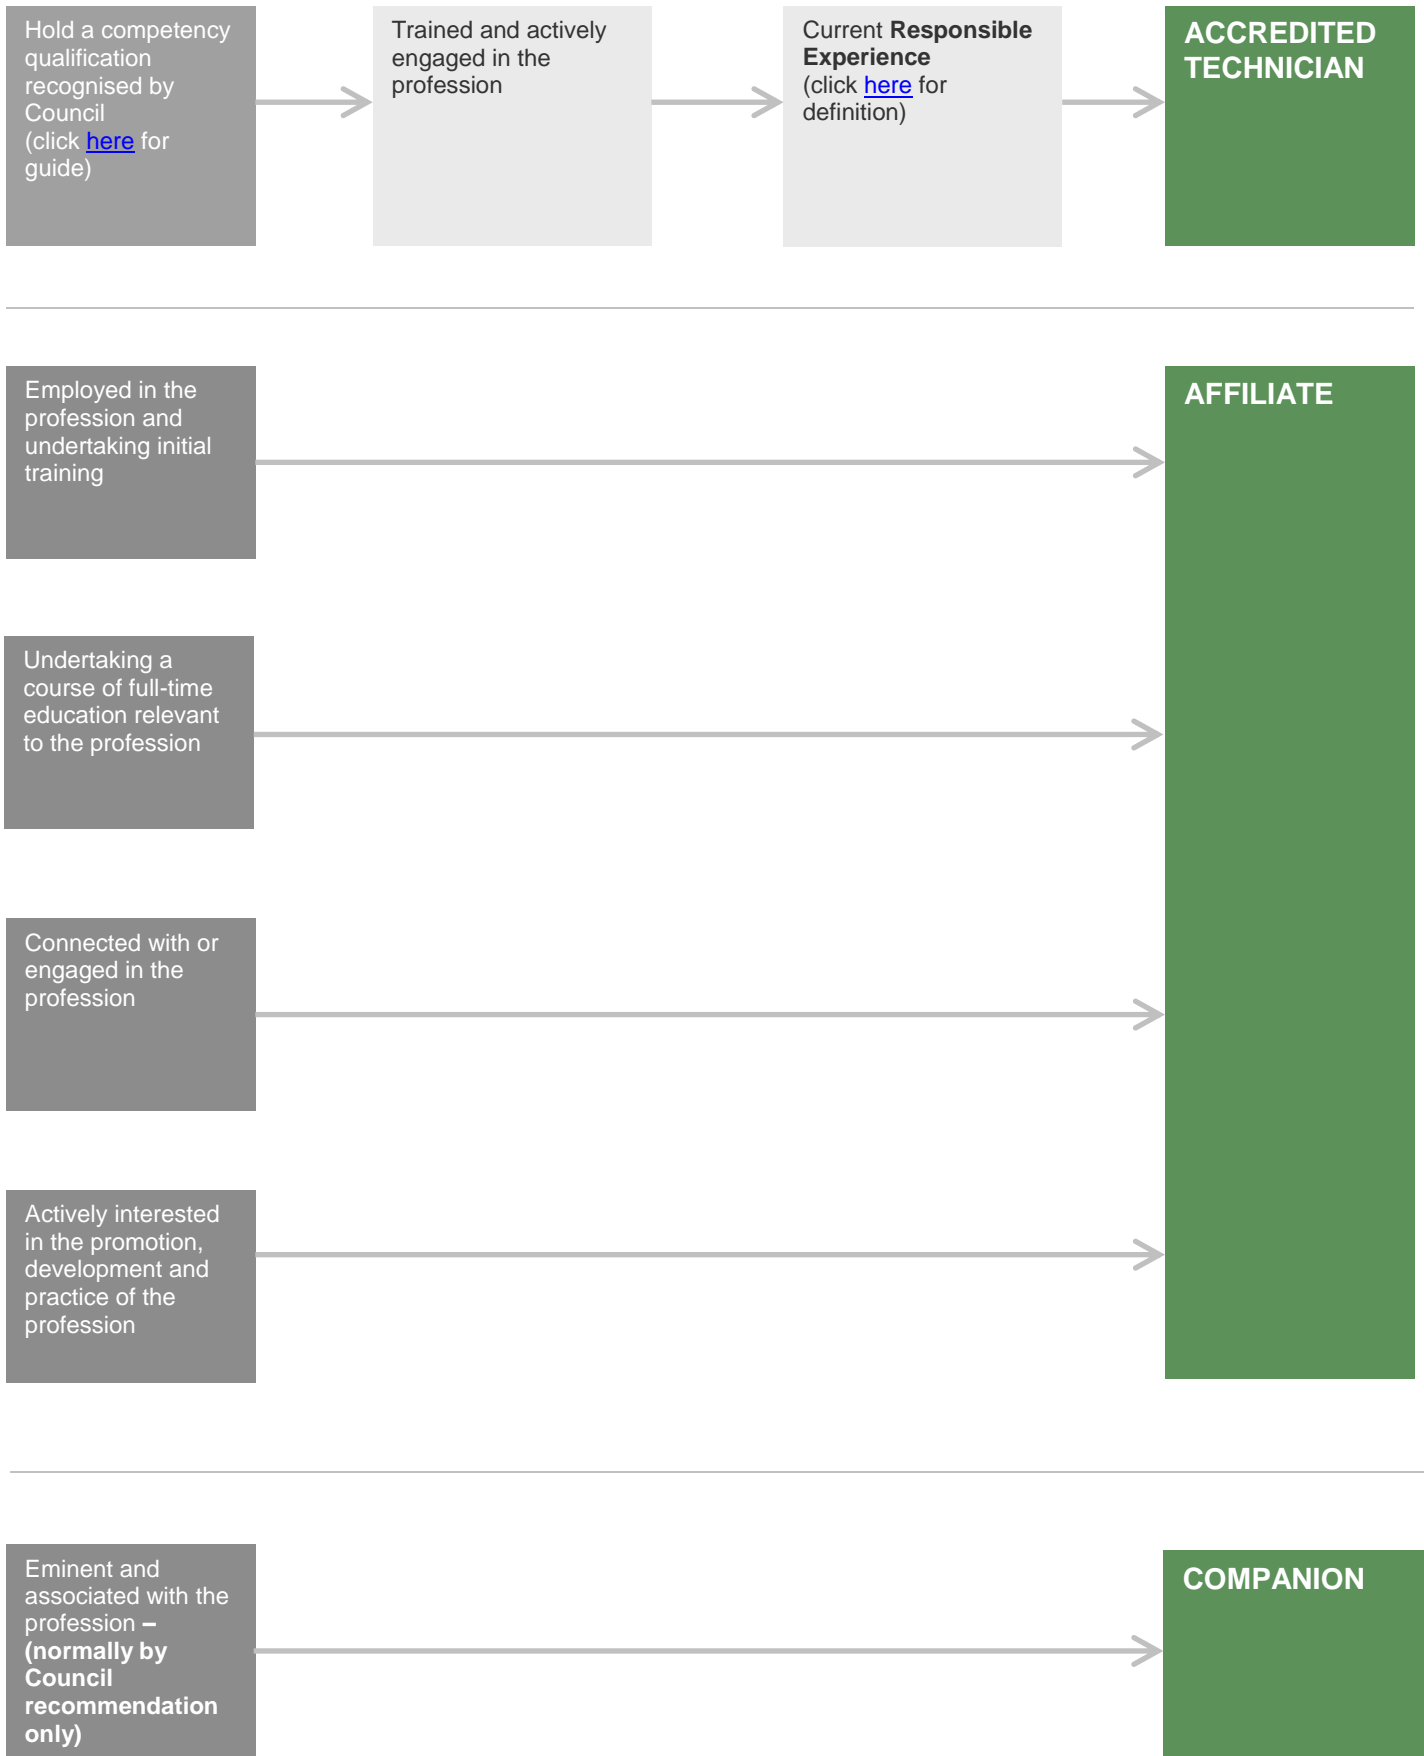 Hold a competency
qualification
recognised by
Council
(click here for
guide)
Trained and actively
engaged in the
profession
Current Responsible
Experience
(click here for
definition)
ACCREDITED
TECHNICIAN
Employed in the
profession and
undertaking initial
training
AFFILIATE
Undertaking a
course of full-time
education relevant
to the profession
Connected with or
engaged in the
profession
Actively interested
in the promotion,
development and
practice of the
profession
Eminent and
associated with the
profession –
(normally by
Council
recommendation
only)
COMPANION